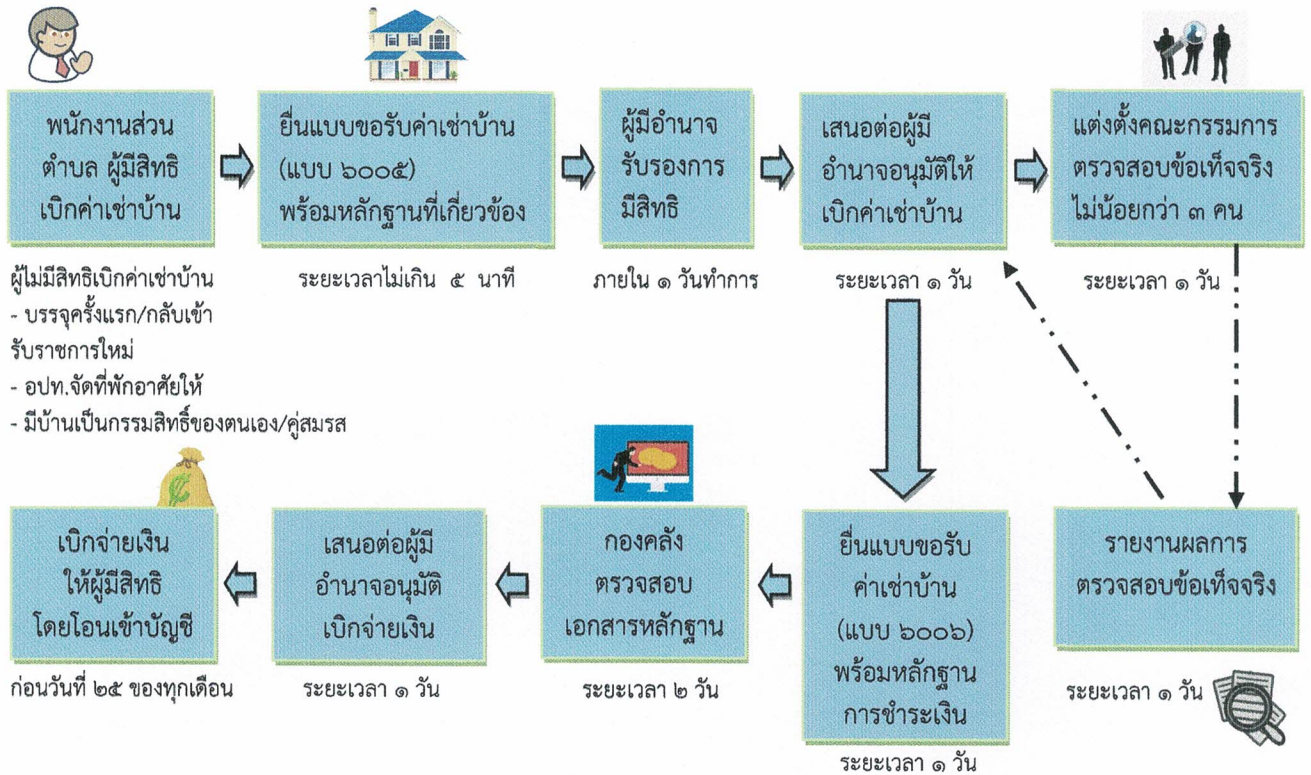 พนักงานส่วน
ตำบล ผู้มีสิทธิ
เบิกค่าเช่าบ้าน
ผู้ไม่มีสิทธิเบิกค่าเช่าบ้าน
- บรรจุครั้งแรก/กลับเข้า
รับราชการใหม่
- อปท.จัดที่พักอาศัยให้
- มีบ้านเป็นกรรมสิทธิ์ของตนเอง/คู่สมรส
ยื่นแบบขอรับค่าเช่าบ้าน
(แบบ ๖๐๐๕)
พร้อมหลักฐานที่เกี่ยวข้อง
ระยะเวลาไม่เกิน ๕ นาที
ผู้มีอำนาจ
รับรองการ
มีสิทธิ
ภายใน ๑ วันทำการ
เสนอต่อผู้มี
อำนาจอนุมัติให้
เบิกค่าเช่าบ้าน
ระยะเวลา ๑ วัน
แต่งตั้งคณะกรรมการ
ตรวจสอบข้อเท็จจริง
ไม่น้อยกว่า ๓ คน
ระยะเวลา ๑ วัน
รายงานผลการ
ตรวจสอบข้อเท็จจริง
ระยะเวลา ๑ วัน
ยื่นแบบขอรับ
ค่าเช่าบ้าน
(แบบ ๖๐๐๖)
พร้อมหลักฐาน
การชำระเงิน
ระยะเวลา ๑ วัน
กองคลัง
ตรวจสอบ
เอกสารหลักฐาน
ระยะเวลา ๒ วัน
เสนอต่อผู้มี
อำนาจอนุมัติ
เบิกจ่ายเงิน
ระยะเวลา ๑ วัน
เบิกจ่ายเงิน
ให้ผู้มีสิทธิ
โดยโอนเข้าบัญชี
ก่อนวันที่ ๒๕ ของทุกเดือน